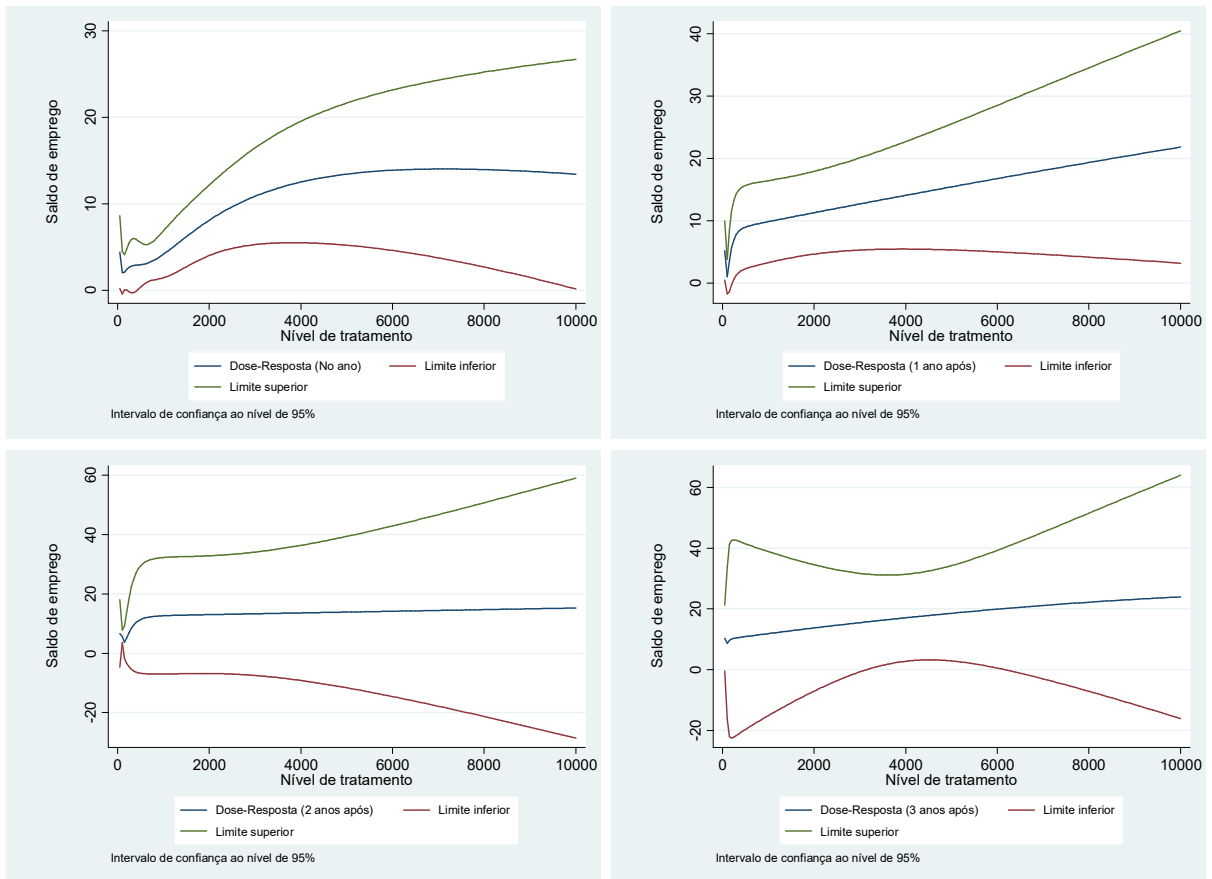 Saldo de emprego
30
20
10
0
0 2000 4000 6000 8000 10000
Nível de tratamento
Dose-Resposta (No ano) Limite inferior
Limite superior
Intervalo de confiança ao nível de 95%
Saldo de emprego
40
30
20
10
0
0 2000 4000 6000 8000 10000
Nível de tratmento
Dose-Resposta (1 ano após) Limite inferior
Limite superior
Intervalo de confiança ao nível de 95%
Saldo de emprego
60
40
20
0
-20
0 2000 4000 6000 8000 10000
Nível de tratamento
Dose-Resposta (2 anos após) Limite inferior
Limite superior
Intervalo de confiança ao nível de 95%
Saldo de emprego
60
40
20
0
-20
0 2000 4000 6000 8000 10000
Nível de tratamento
Dose-Resposta (3 anos após) Limite inferior
Limite superior
Intervalo de confiança ao nível de 95%